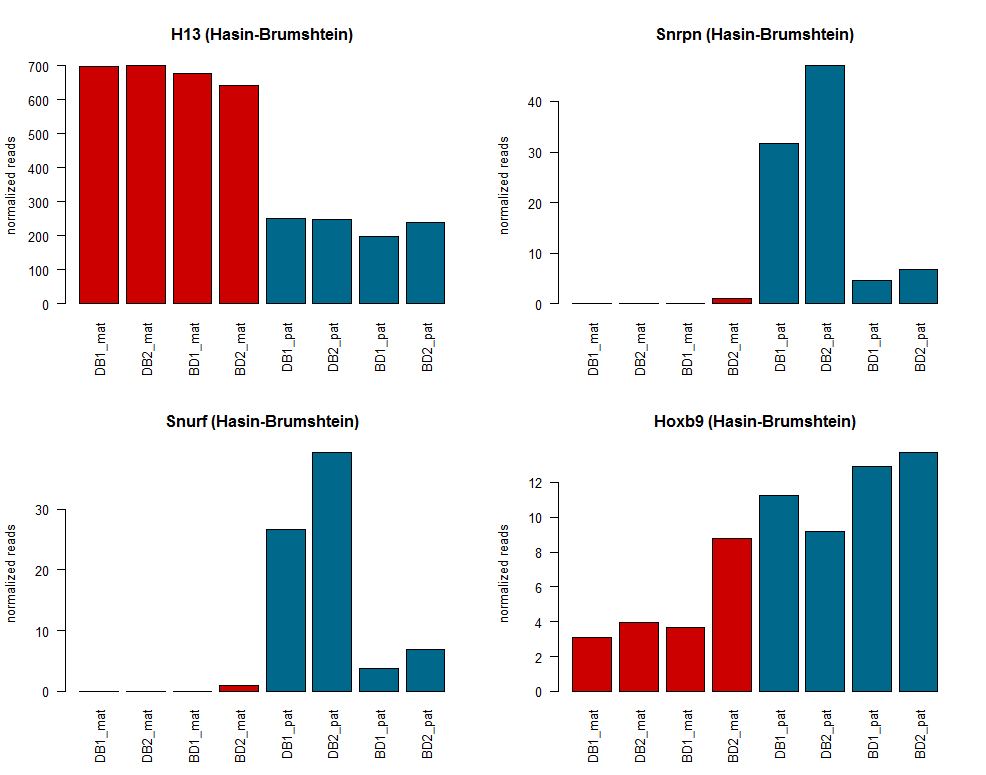 H13 (Hasin-Brumshtein)
normalized reads
700
600
500
400
300
200
100
0
DB1_mat
DB2_mat
BD1_mat
BD2_mat
DB1_pat
DB2_pat
BD1_pat
BD2_pat
Snrpn (Hasin-Brumshtein)
normalized reads
40
30
20
10
0
DB1_mat
DB2_mat
BD1_mat
BD2_mat
DB1_pat
DB2_pat
BD1_pat
BD2_pat
Snurf (Hasin-Brumshtein)
normalized reads
30
20
10
0
DB1_mat
DB2_mat
BD1_mat
BD2_mat
DB1_pat
DB2_pat
BD1_pat
BD2_pat
Hoxb9 (Hasin-Brumshtein)
normalized reads
12
10
8
6
4
2
0
DB1_mat
DB2_mat
BD1_mat
BD2_mat
DB1_pat
DB2_pat
BD1_pat
BD2_pat